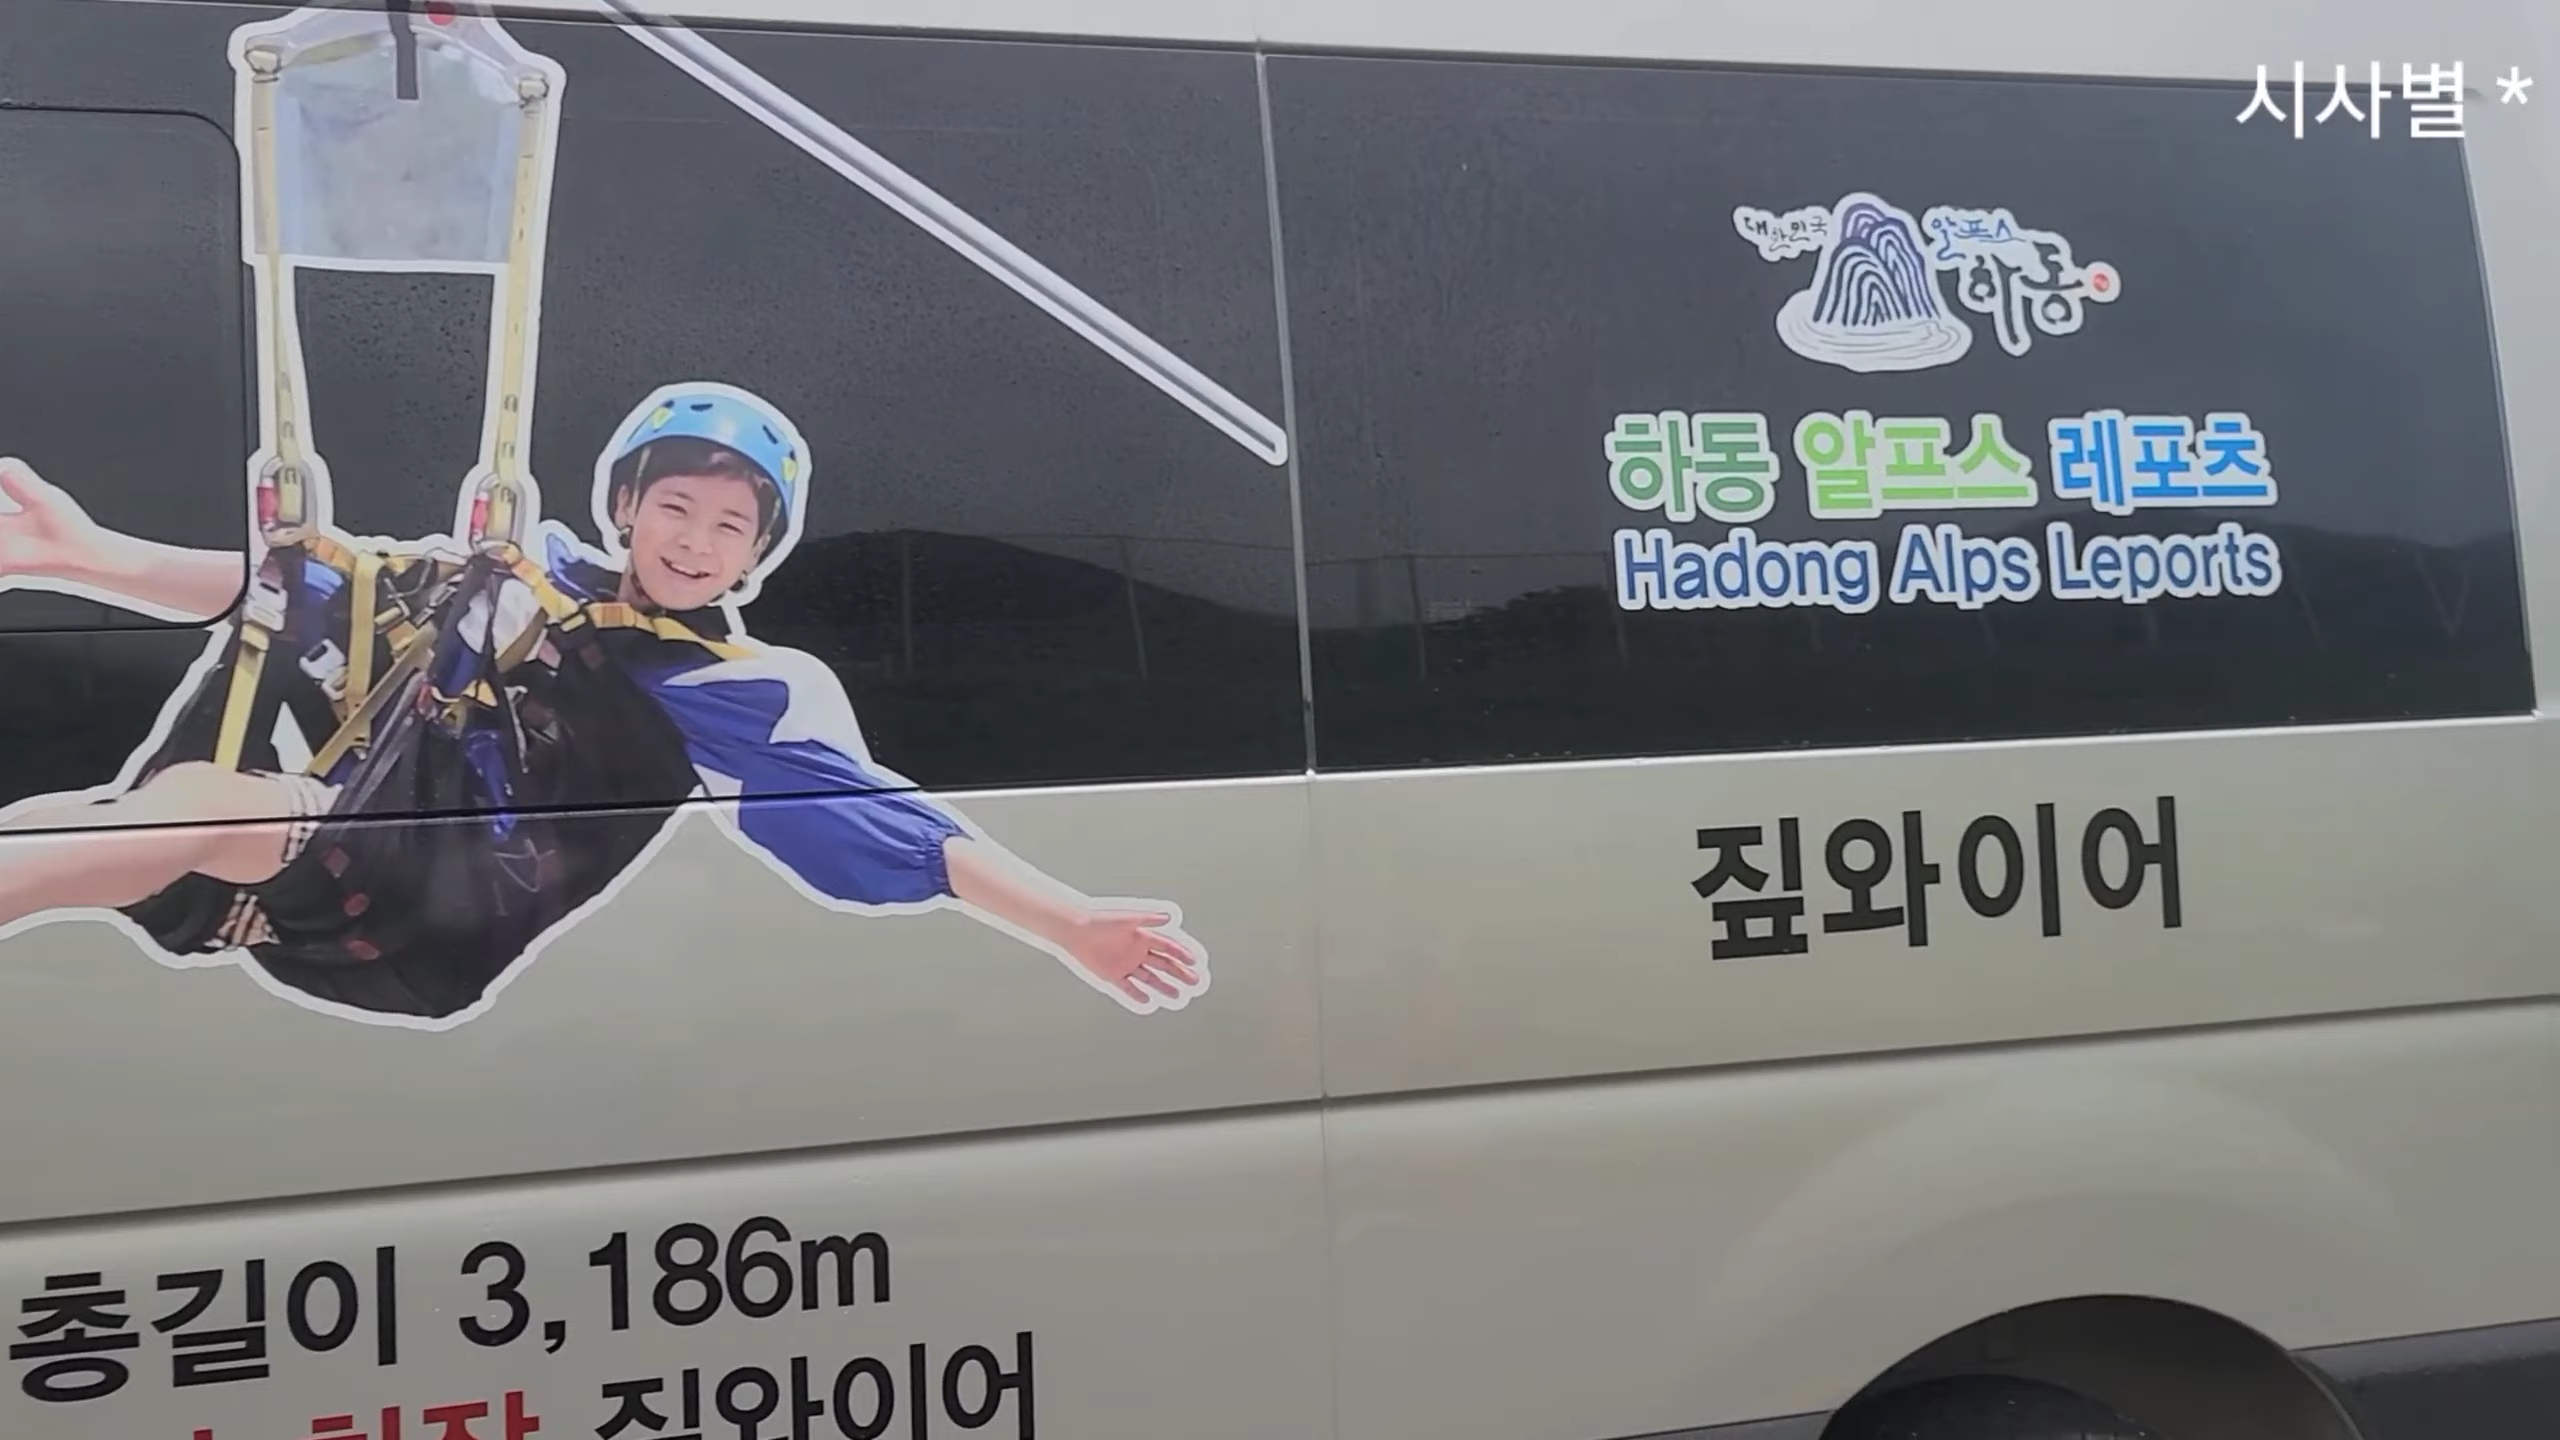 시사별 *
대한민국 알프스
하동
하동 알프스 레포츠
Hadong Alps Leports
짚와이어
총길이 3,186m
짚와이어